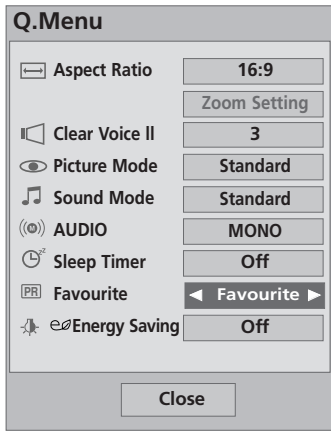 Q.Menu
Aspect Ratio 16:9
Zoom Setting
Clear Voice ll 3
Picture Mode Standard
Sound Mode Standard
AUDIO MONO
Sleep Timer Off
PR Favourite ◄ Favourite ►
Energy Saving Off
Close